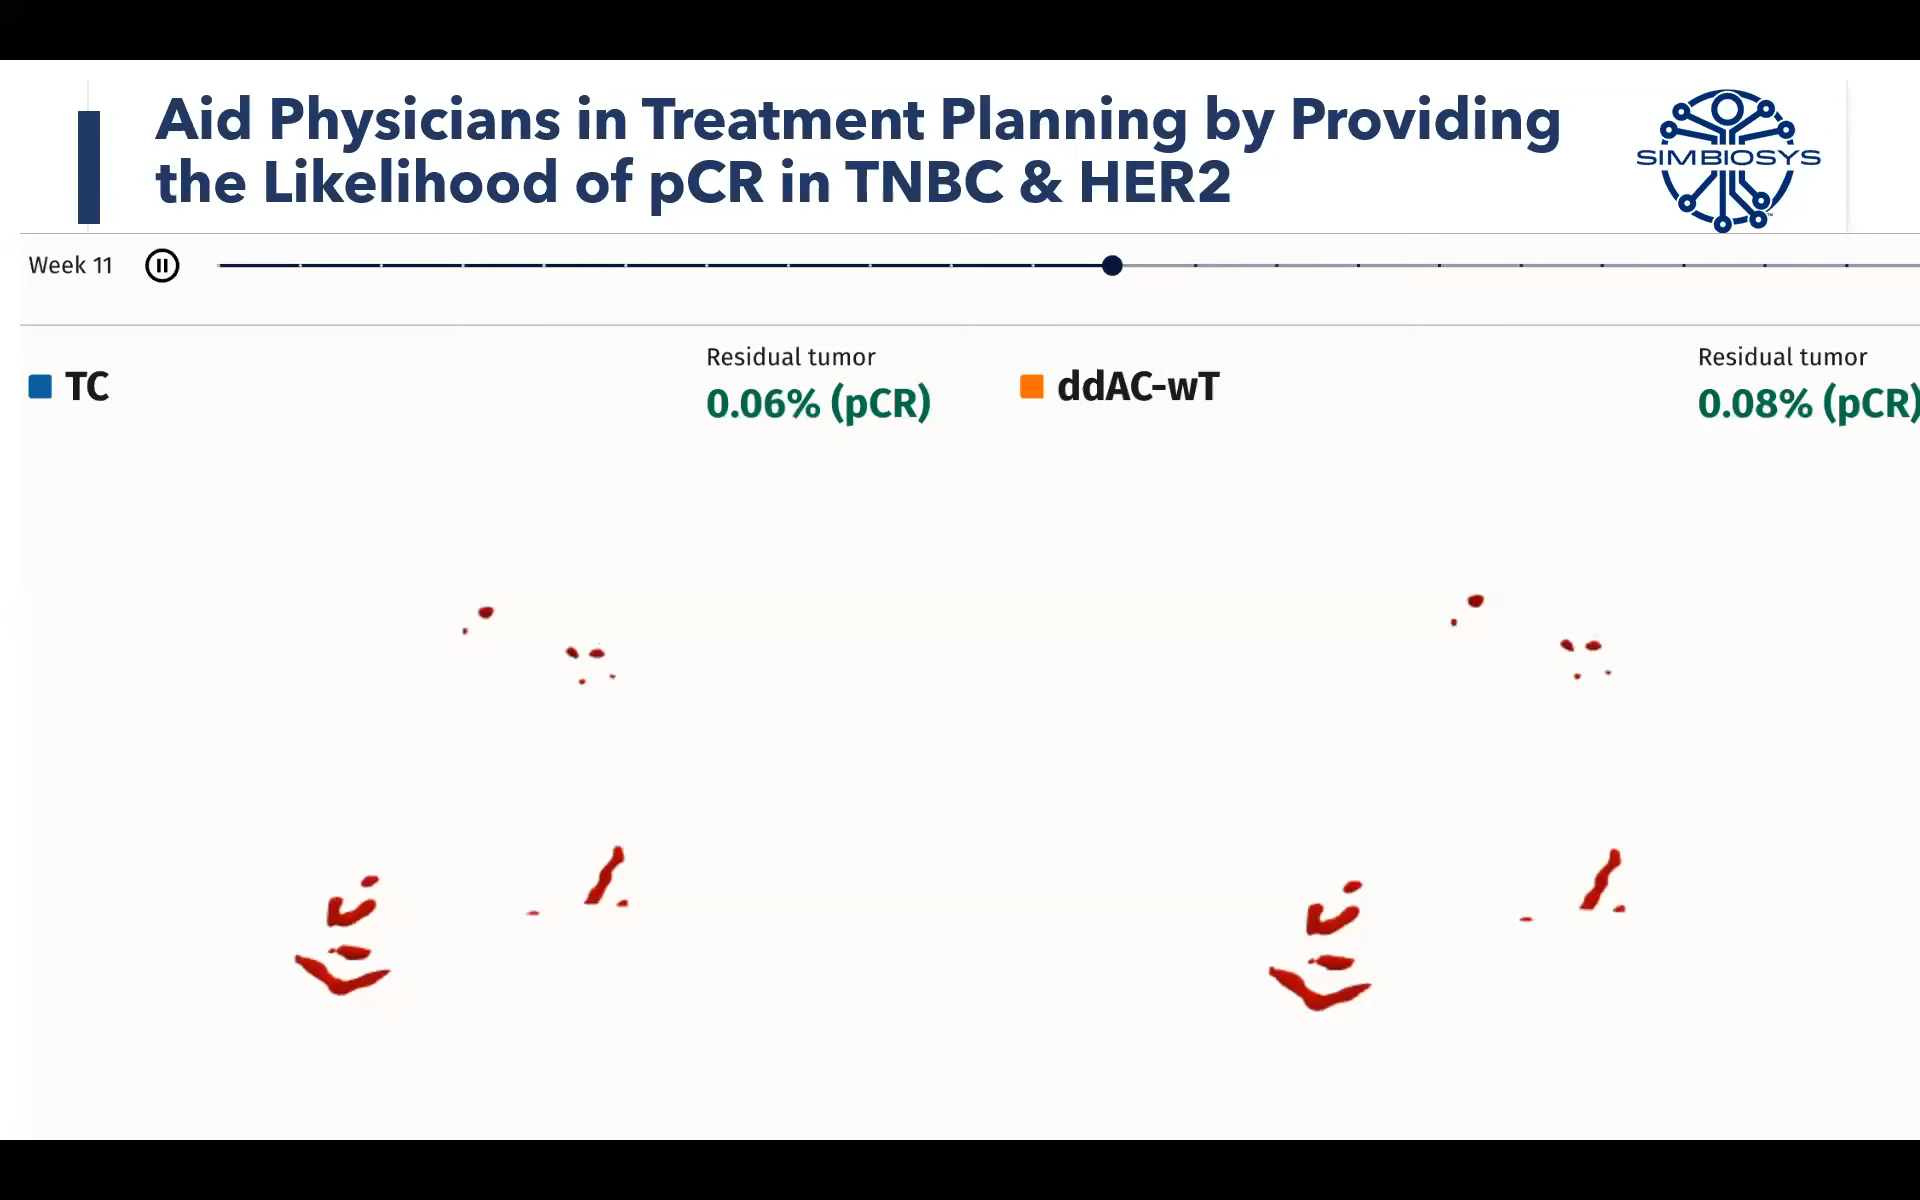 Aid Physicians in Treatment Planning by Providing
the Likelihood of pCR in TNBC & HER2
SIMBIOSYS
Week 11
TC
Residual tumor
0.06% (pCR)
ddAC-wT
Residual tumor
0.08% (pCR)